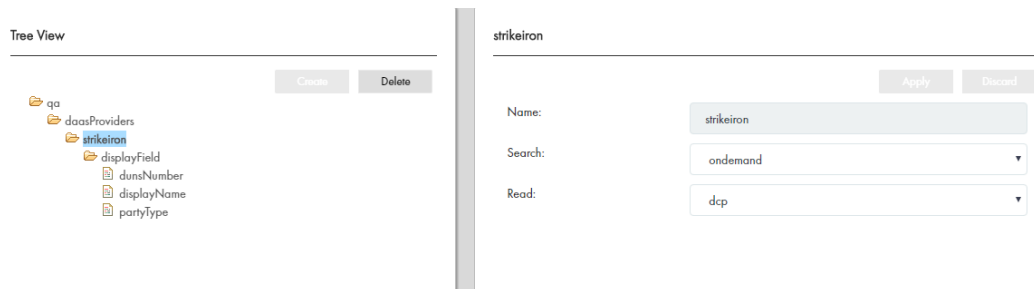 Tree View
Create
Delete
qa
daasProviders
strikeiron
displayField
dunsNumber
displayName
partyType
strikeiron
Apply
Discard
Name:
strikeiron
Search:
ondemand
Read:
dcp